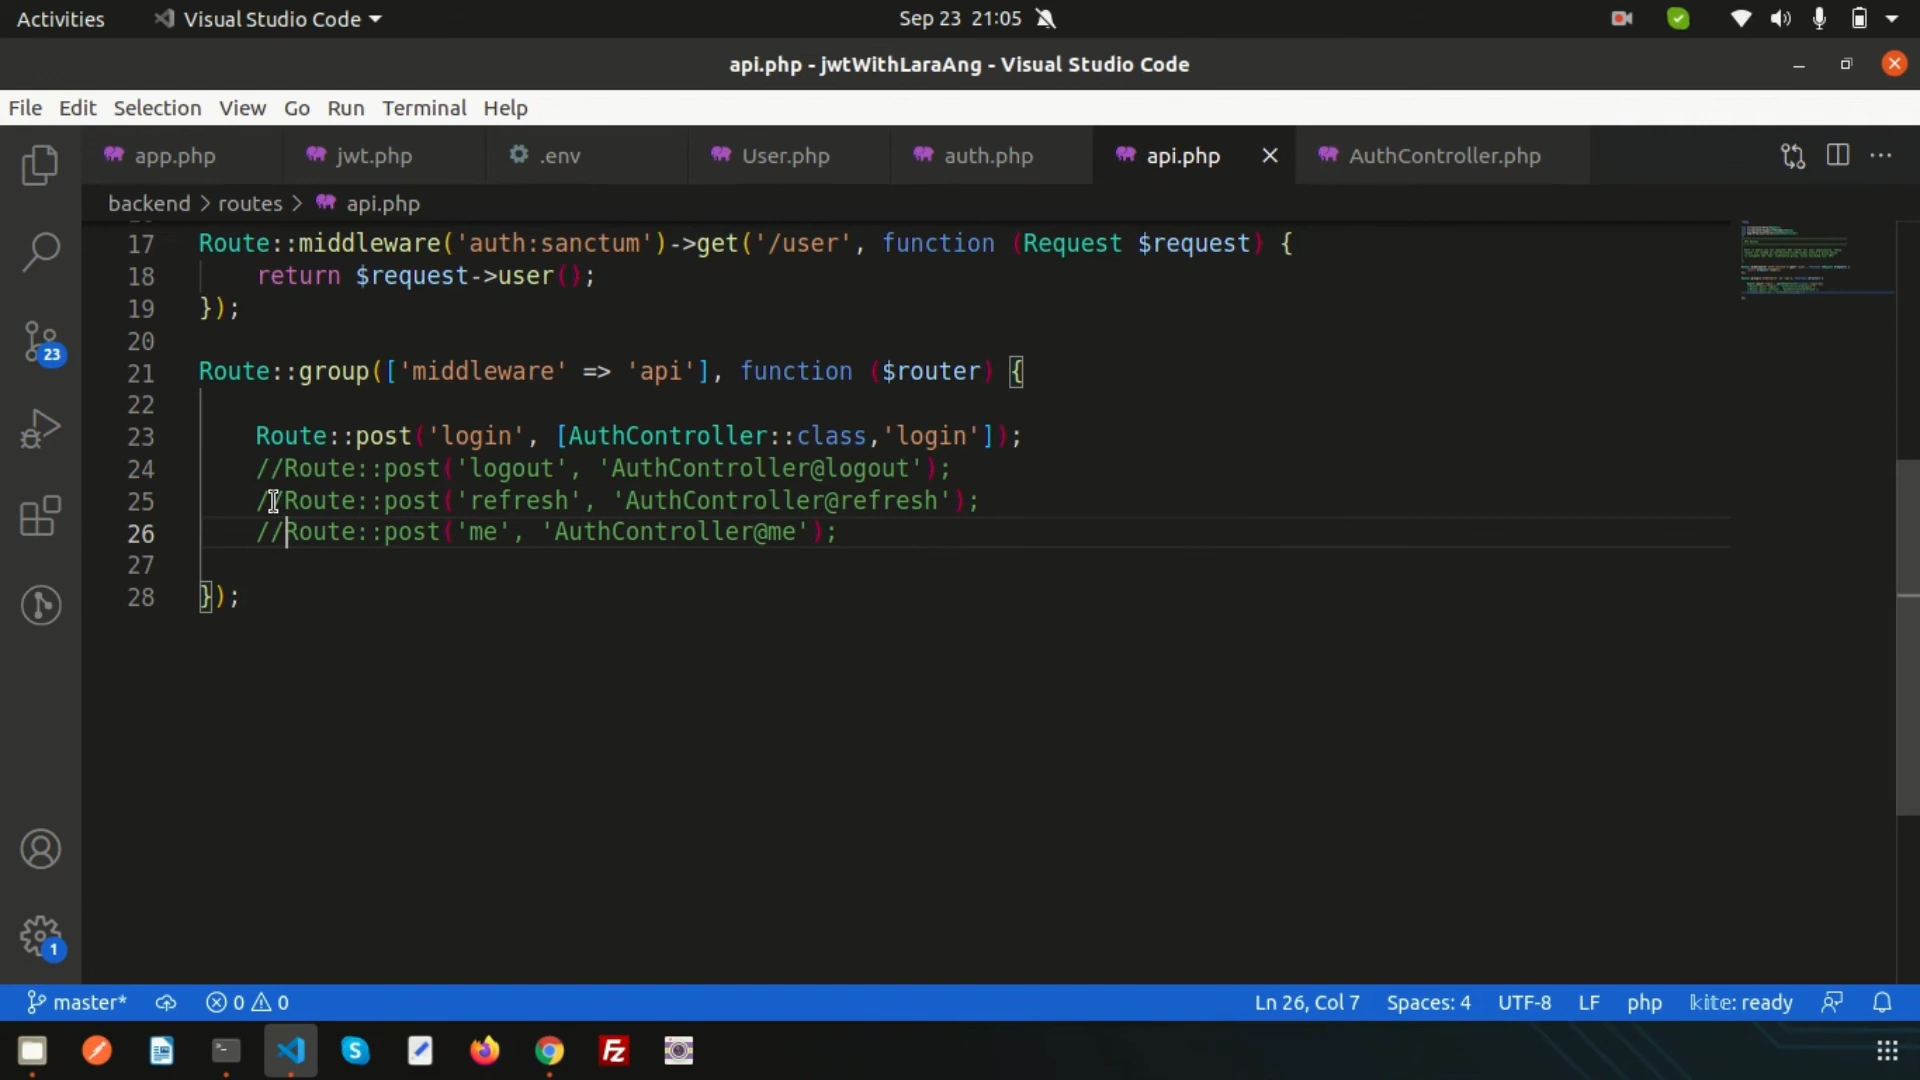 Activities
Visual Studio Code
Sep 23 21:05
api.php - jwtWithLaraAng - Visual Studio Code
File Edit Selection View Go Run Terminal Help
app.php
jwt.php
.env
User.php
auth.php
api.php
AuthController.php
backend > routes > api.php
17 Route::middleware('auth:sanctum')->get('/user', function (Request $request) {
18 return $request->user();
19 });
20
21 Route::group(['middleware' => 'api'], function ($router) {
22
23 Route::post('login', [AuthController::class,'login']);
24 //Route::post('logout', 'AuthController@logout');
25 //Route::post('refresh', 'AuthController@refresh');
26 //Route::post('me', 'AuthController@me');
27
28 });
23
1
master*
0 0
Ln 26, Col 7
Spaces: 4
UTF-8
LF
php
kite: ready